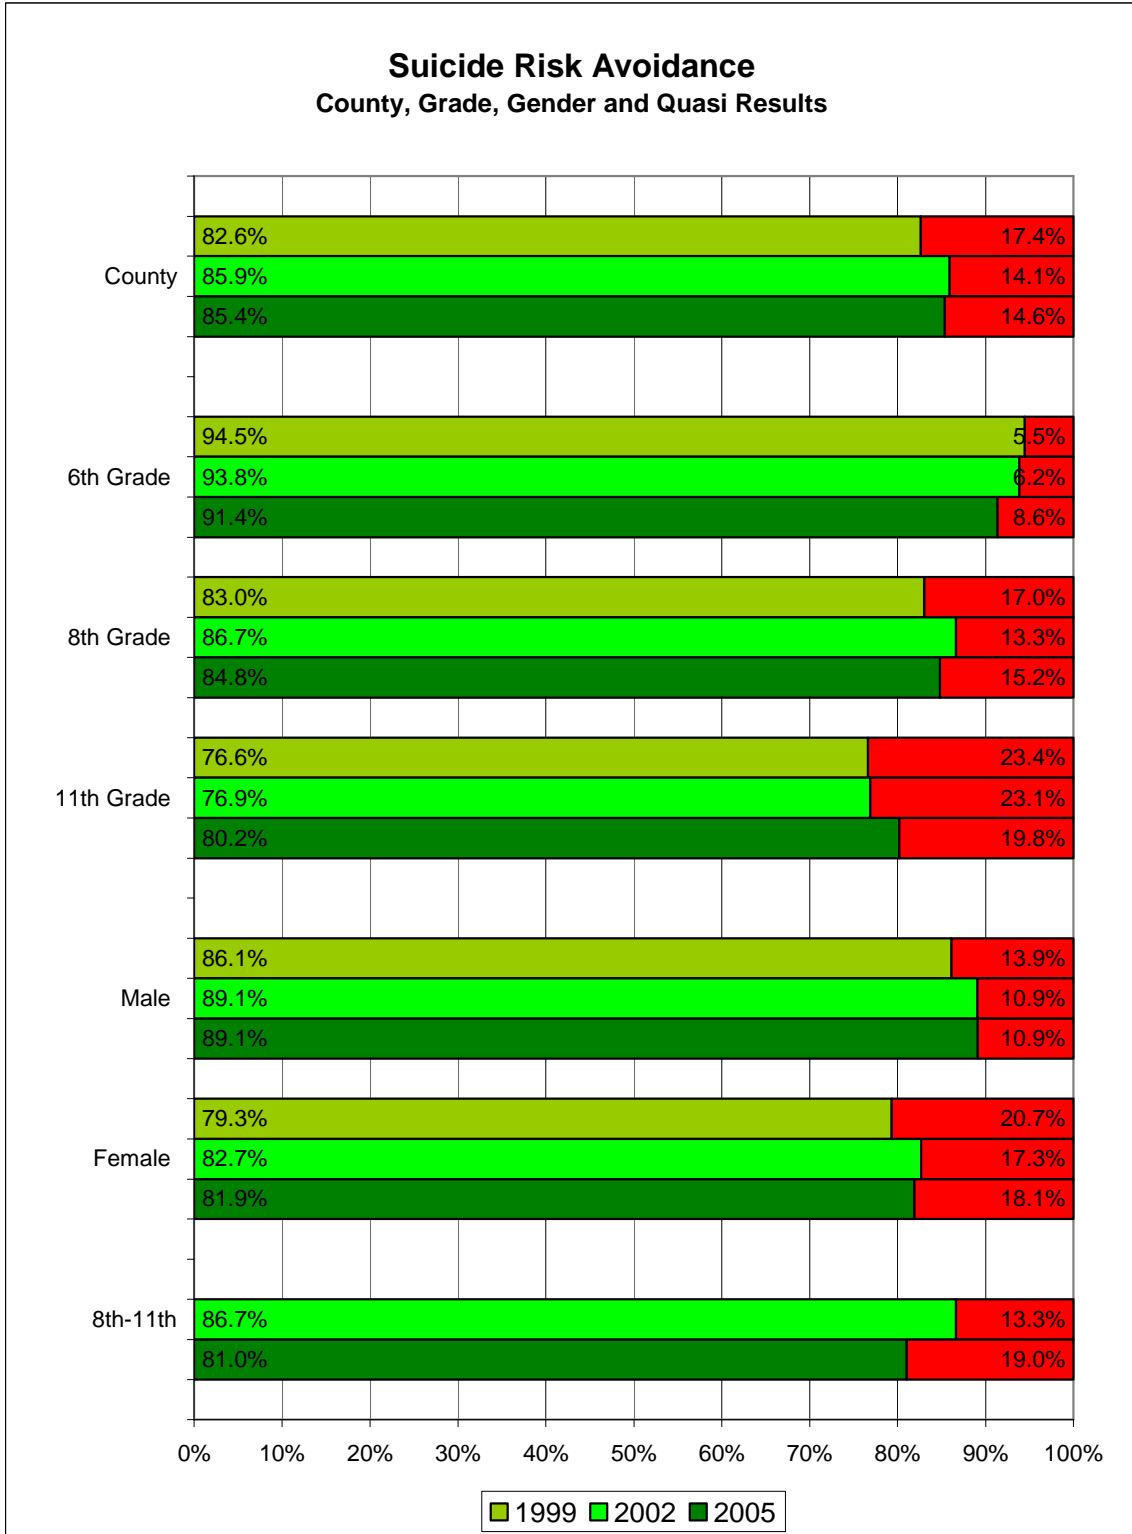 Suicide Risk Avoidance
County, Grade, Gender and Quasi Results
82.6% 17.4%
County 85.9% 14.1%
85.4% 14.6%
94.5% 5.5%
6th Grade 93.8% 6.2%
91.4% 8.6%
83.0% 17.0%
8th Grade 86.7% 13.3%
84.8% 15.2%
76.6% 23.4%
11th Grade 76.9% 23.1%
80.2% 19.8%
86.1% 13.9%
Male 89.1% 10.9%
89.1% 10.9%
79.3% 20.7%
Female 82.7% 17.3%
81.9% 18.1%
8th-11th 86.7% 13.3%
81.0% 19.0%
0% 10% 20% 30% 40% 50% 60% 70% 80% 90% 100%
1999 2002 2005